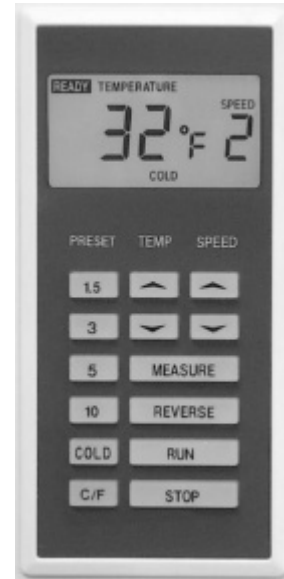 READY TEMPERATURE
SPEED
32°F 2
COLD
PRESET TEMP SPEED
1.5
3
5 MEASURE
10 REVERSE
COLD RUN
C/F STOP